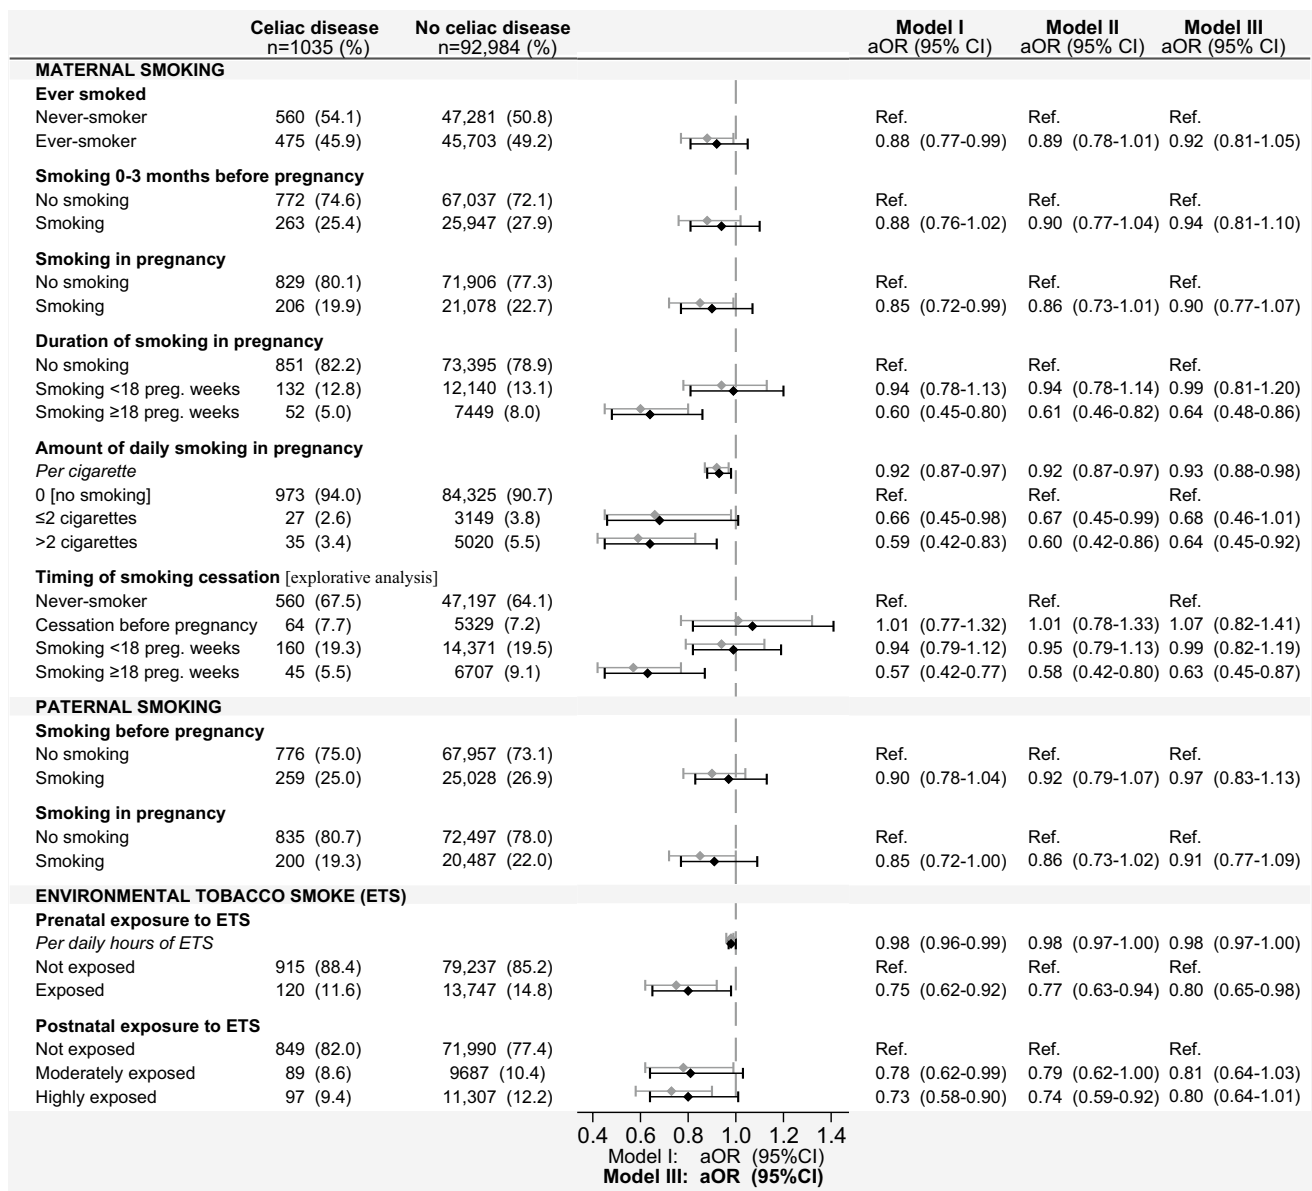 Celiac disease No celiac disease Model I Model II Model III
n=1035 (%) n=92,984 (%) aOR (95% CI) aOR (95% CI) aOR (95% CI)
MATERNAL SMOKING
Ever smoked
Never-smoker 560 (54.1) 47,281 (50.8) Ref. Ref. Ref.
Ever-smoker 475 (45.9) 45,703 (49.2) 0.88 (0.77-0.99) 0.89 (0.78-1.01) 0.92 (0.81-1.05)
Smoking 0-3 months before pregnancy
No smoking 772 (74.6) 67,037 (72.1) Ref. Ref. Ref.
Smoking 263 (25.4) 25,947 (27.9) 0.88 (0.76-1.02) 0.90 (0.77-1.04) 0.94 (0.81-1.10)
Smoking in pregnancy
No smoking 829 (80.1) 71,906 (77.3) Ref. Ref. Ref.
Smoking 206 (19.9) 21,078 (22.7) 0.85 (0.72-0.99) 0.86 (0.73-1.01) 0.90 (0.77-1.07)
Duration of smoking in pregnancy
No smoking 851 (82.2) 73,395 (78.9) Ref. Ref. Ref.
Smoking <18 preg. weeks 132 (12.8) 12,140 (13.1) 0.94 (0.78-1.13) 0.94 (0.78-1.14) 0.99 (0.81-1.20)
Smoking ≥18 preg. weeks 52 (5.0) 7449 (8.0) 0.60 (0.45-0.80) 0.61 (0.46-0.82) 0.64 (0.48-0.86)
Amount of daily smoking in pregnancy
Per cigarette 0.92 (0.87-0.97) 0.92 (0.87-0.97) 0.93 (0.88-0.98)
0 [no smoking] 973 (94.0) 84,325 (90.7) Ref. Ref. Ref.
≤2 cigarettes 27 (2.6) 3149 (3.8) 0.66 (0.45-0.98) 0.67 (0.45-0.99) 0.68 (0.46-1.01)
>2 cigarettes 35 (3.4) 5020 (5.5) 0.59 (0.42-0.83) 0.60 (0.42-0.86) 0.64 (0.45-0.92)
Timing of smoking cessation [explorative analysis]
Never-smoker 560 (67.5) 47,197 (64.1) Ref. Ref. Ref.
Cessation before pregnancy 64 (7.7) 5329 (7.2) 1.01 (0.77-1.32) 1.01 (0.78-1.33) 1.07 (0.82-1.41)
Smoking <18 preg. weeks 160 (19.3) 14,371 (19.5) 0.94 (0.79-1.12) 0.95 (0.79-1.13) 0.99 (0.82-1.19)
Smoking ≥18 preg. weeks 45 (5.5) 6707 (9.1) 0.57 (0.42-0.77) 0.58 (0.42-0.80) 0.63 (0.45-0.87)
PATERNAL SMOKING
Smoking before pregnancy
No smoking 776 (75.0) 67,957 (73.1) Ref. Ref. Ref.
Smoking 259 (25.0) 25,028 (26.9) 0.90 (0.78-1.04) 0.92 (0.79-1.07) 0.97 (0.83-1.13)
Smoking in pregnancy
No smoking 835 (80.7) 72,497 (78.0) Ref. Ref. Ref.
Smoking 200 (19.3) 20,487 (22.0) 0.85 (0.72-1.00) 0.86 (0.73-1.02) 0.91 (0.77-1.09)
ENVIRONMENTAL TOBACCO SMOKE (ETS)
Prenatal exposure to ETS
Per daily hours of ETS 0.98 (0.96-0.99) 0.98 (0.97-1.00) 0.98 (0.97-1.00)
Not exposed 915 (88.4) 79,237 (85.2) Ref. Ref. Ref.
Exposed 120 (11.6) 13,747 (14.8) 0.75 (0.62-0.92) 0.77 (0.63-0.94) 0.80 (0.65-0.98)
Postnatal exposure to ETS
Not exposed 849 (82.0) 71,990 (77.4) Ref. Ref. Ref.
Moderately exposed 89 (8.6) 9687 (10.4) 0.78 (0.62-0.99) 0.79 (0.62-1.00) 0.81 (0.64-1.03)
Highly exposed 97 (9.4) 11,307 (12.2) 0.73 (0.58-0.90) 0.74 (0.59-0.92) 0.80 (0.64-1.01)
0.4 0.6 0.8 1.0 1.2 1.4
Model I: aOR (95%CI)
Model III: aOR (95%CI)